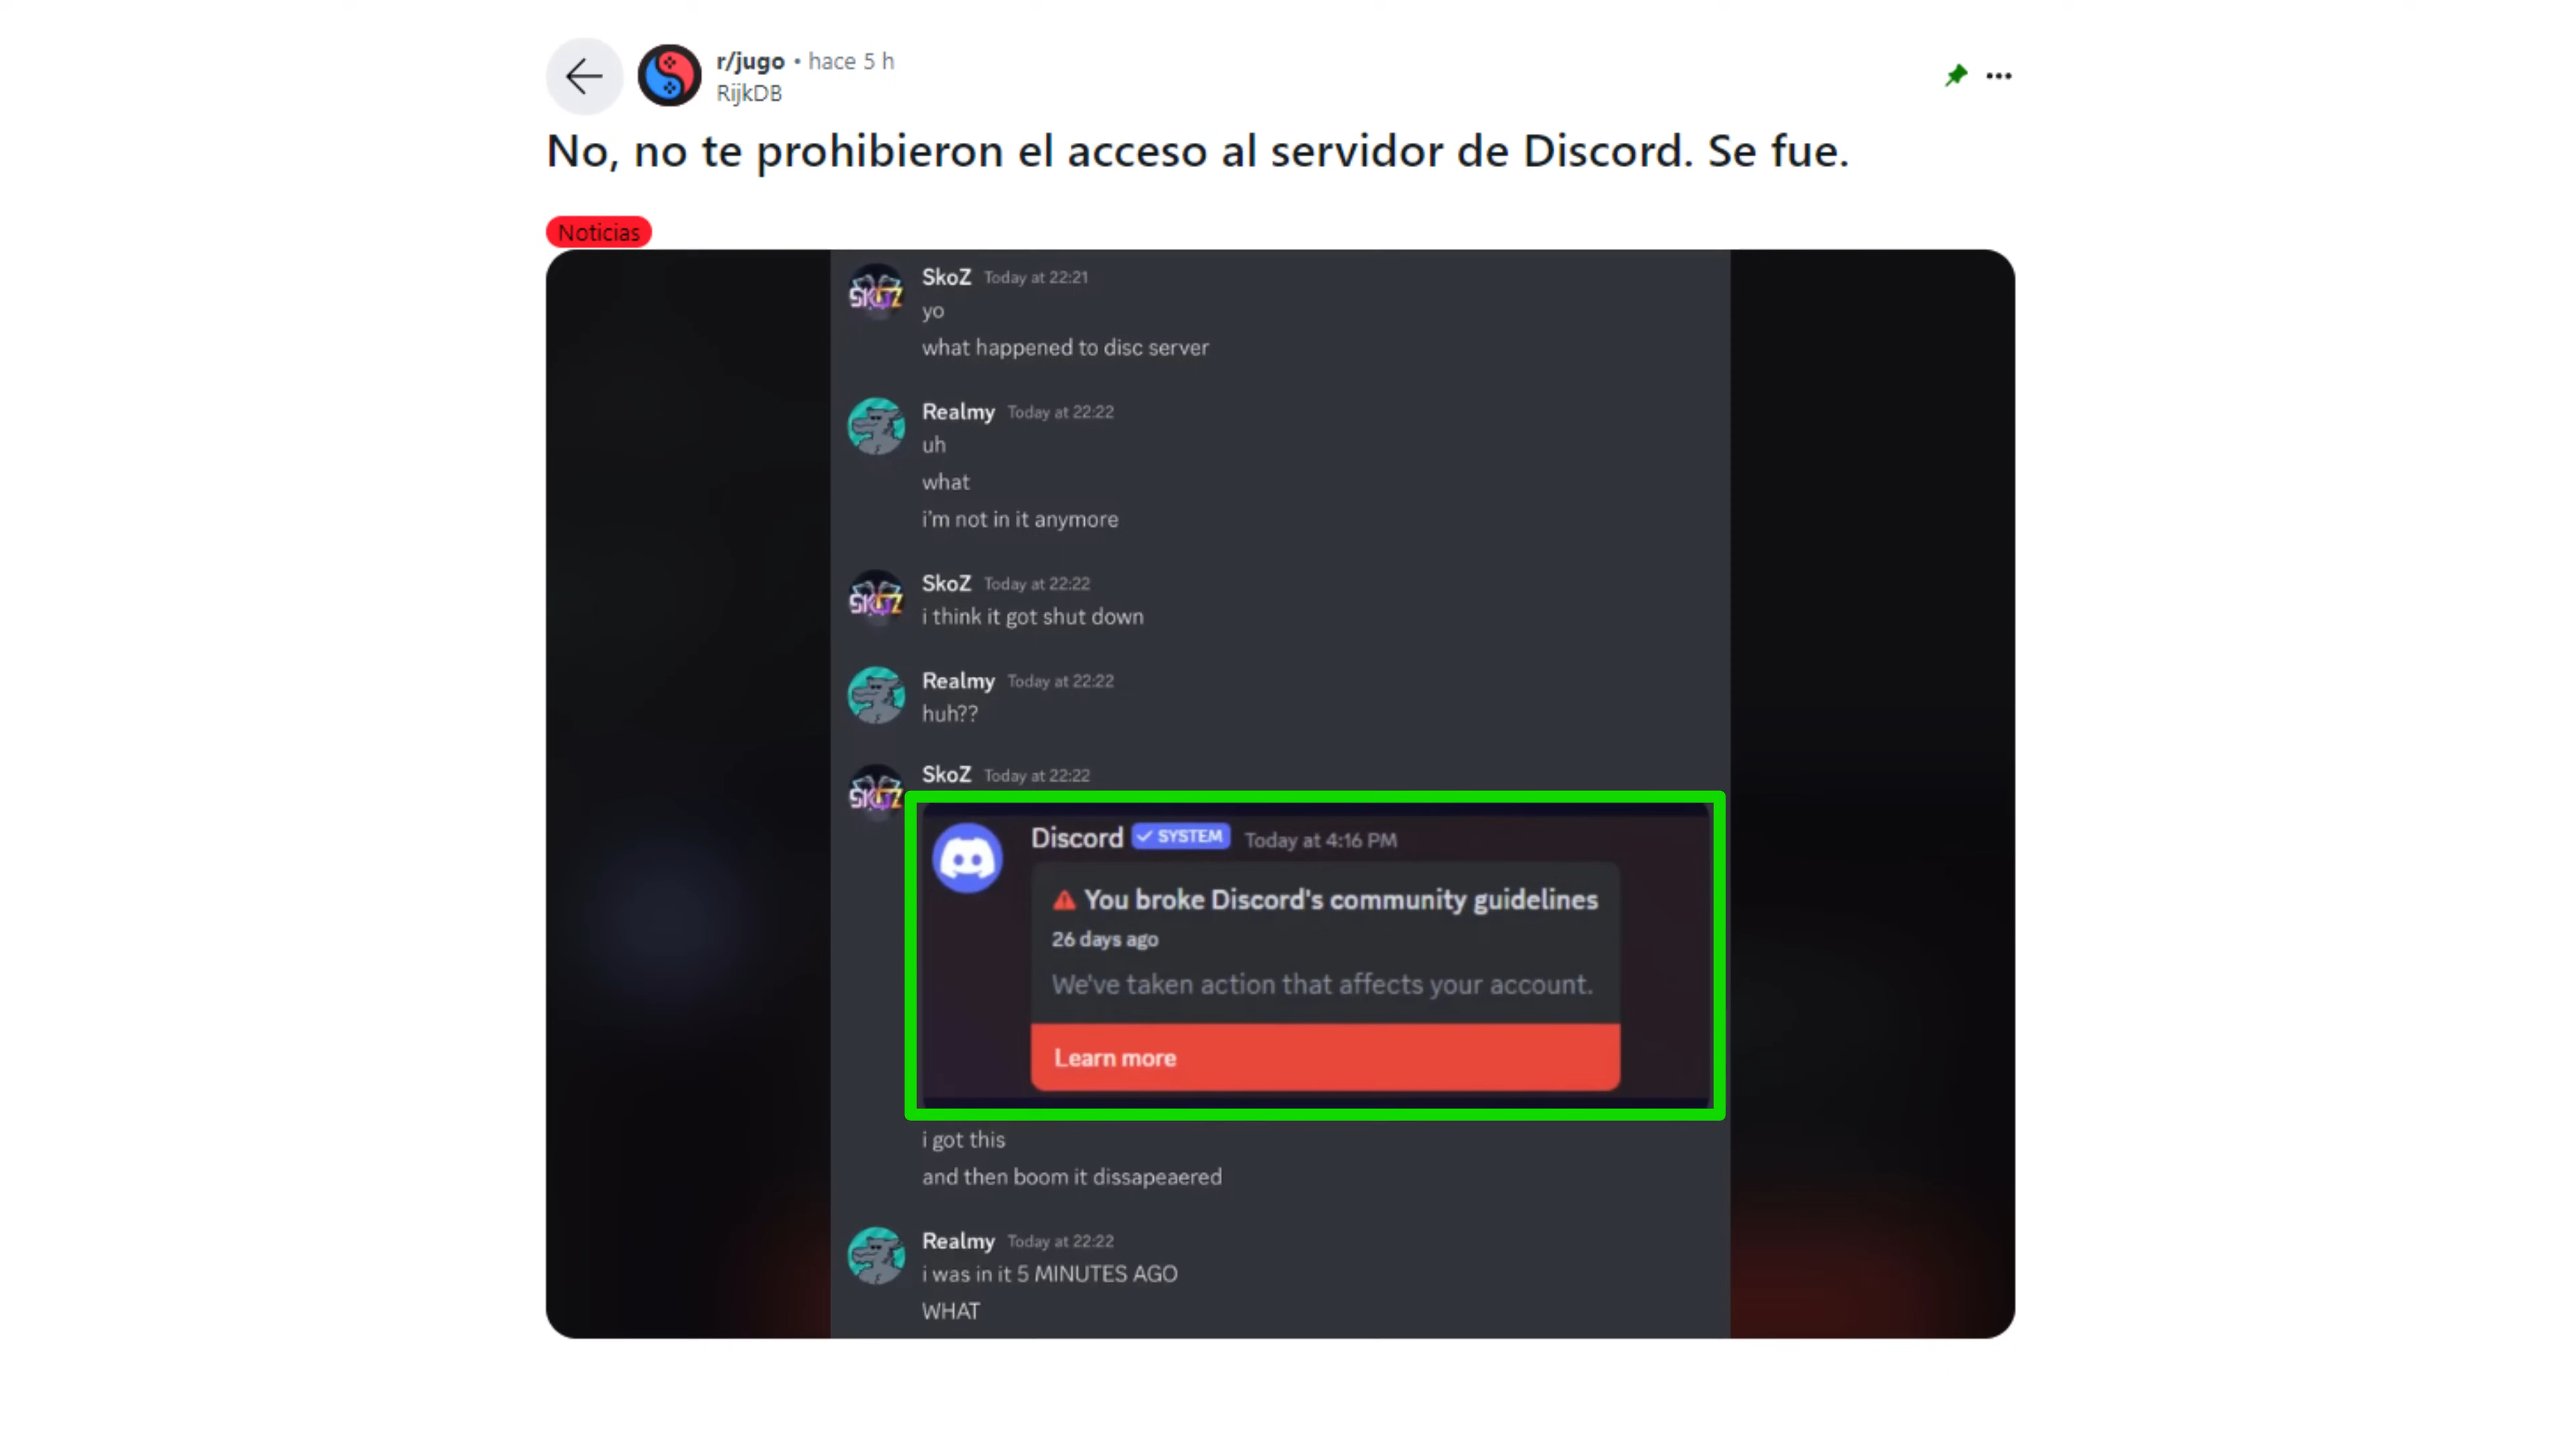 r/jugo • hace 5 h
RijkDB
No, no te prohibieron el acceso al servidor de Discord. Se fue.
Noticias
SkoZ Today at 22:21
yo
what happened to disc server
Realmy Today at 22:22
uh
what
i'm not in it anymore
SkoZ Today at 22:22
i think it got shut down
Realmy Today at 22:22
huh??
SkoZ Today at 22:22
Discord ✓ SYSTEM Today at 4:16 PM
You broke Discord's community guidelines
26 days ago
We've taken action that affects your account.
Learn more
i got this
and then boom it dissapeaered
Realmy Today at 22:22
i was in it 5 MINUTES AGO
WHAT